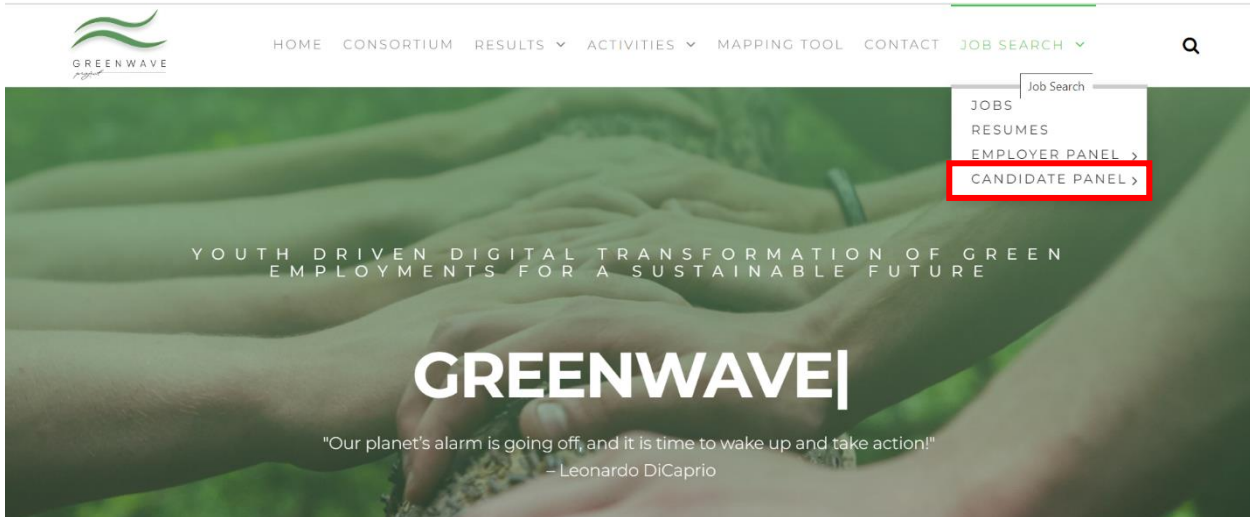 GREENWAVE
project
HOME CONSORTIUM RESULTS ACTIVITIES MAPPING TOOL CONTACT JOB SEARCH
Job Search
JOBS
RESUMES
EMPLOYER PANEL
CANDIDATE PANEL
YOUTH DRIVEN DIGITAL TRANSFORMATION OF GREEN
EMPLOYMENTS FOR A SUSTAINABLE FUTURE
GREENWAVE|
"Our planet's alarm is going off, and it is time to wake up and take action!"
– Leonardo DiCaprio